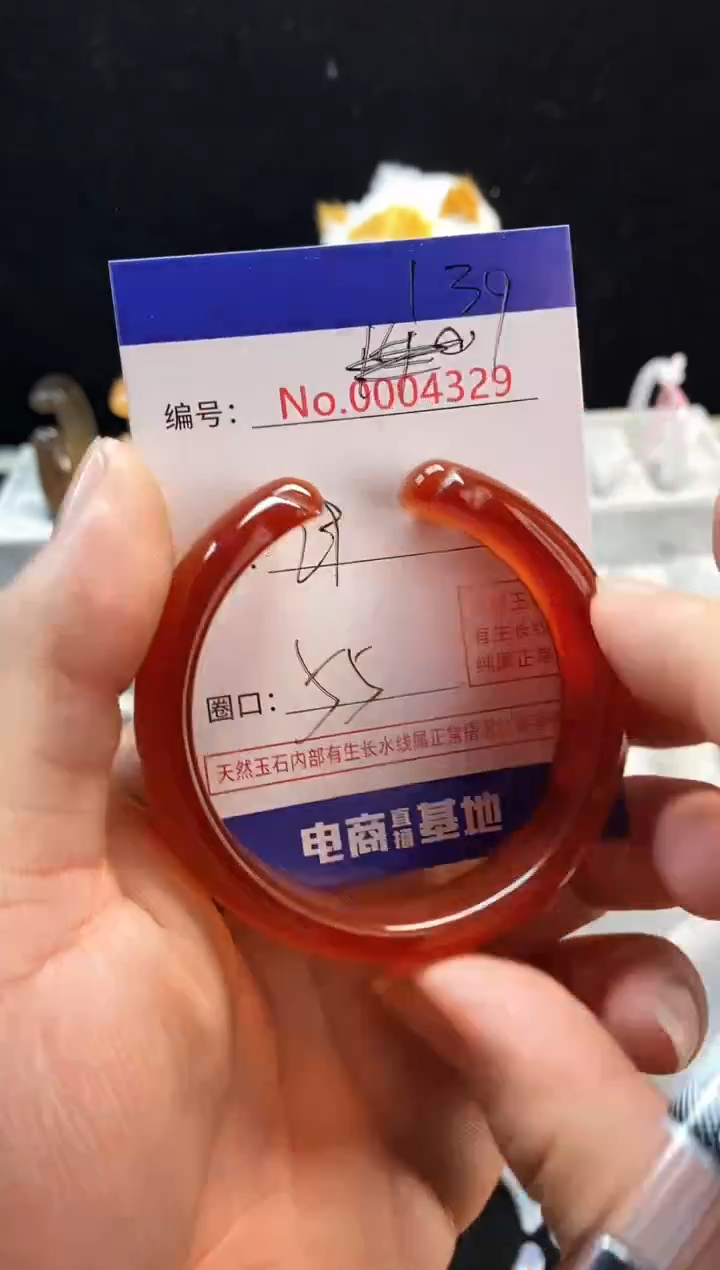 139
编号: No.0004329
圈口: 55
天然玉石内部有生长水线属正常情况
电商直播基地